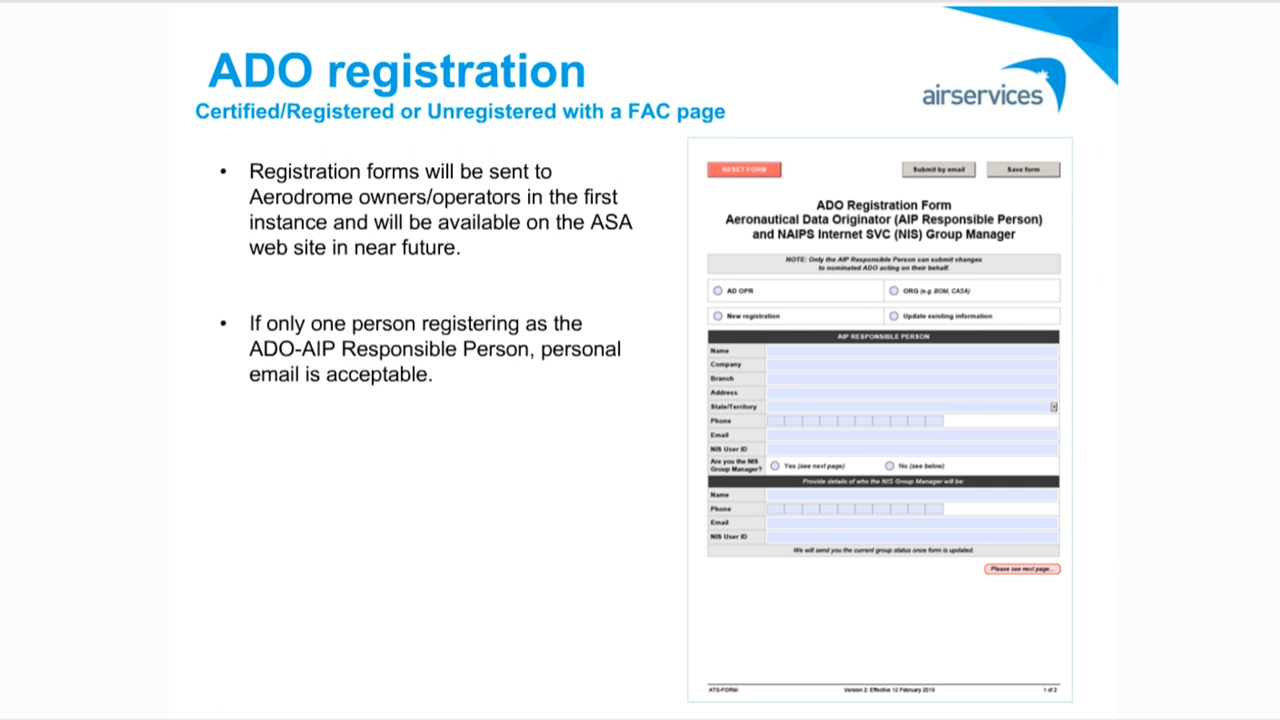 ADO registration
Certified/Registered or Unregistered with a FAC page
airservices
• Registration forms will be sent to
Aerodrome owners/operators in the first
instance and will be available on the ASA
web site in near future.
• If only one person registering as the
ADO-AIP Responsible Person, personal
email is acceptable.
RESET FORM
Submit by email
Save form
ADO Registration Form
Aeronautical Data Originator (AIP Responsible Person)
and NAIPS Internet SVC (NIS) Group Manager
NOTE: Only the AIP Responsible Person can submit changes
to nominated ADO acting on their behalf.
AD OPR
ORG (e.g. BOM, CASA)
New registration
Update existing information
AIP RESPONSIBLE PERSON
Name
Company
Branch
Address
State/Territory
Phone
Email
NIS User ID
Are you the NIS
Group Manager?
Yes (see next page)
No (see below)
Provide details of who the NIS Group Manager will be:
Name
Phone
Email
NIS User ID
We will send you the current group status once form is updated.
Please see next page...
ATS-FORM-
Version 2: Effective 12 February 2019
1 of 2